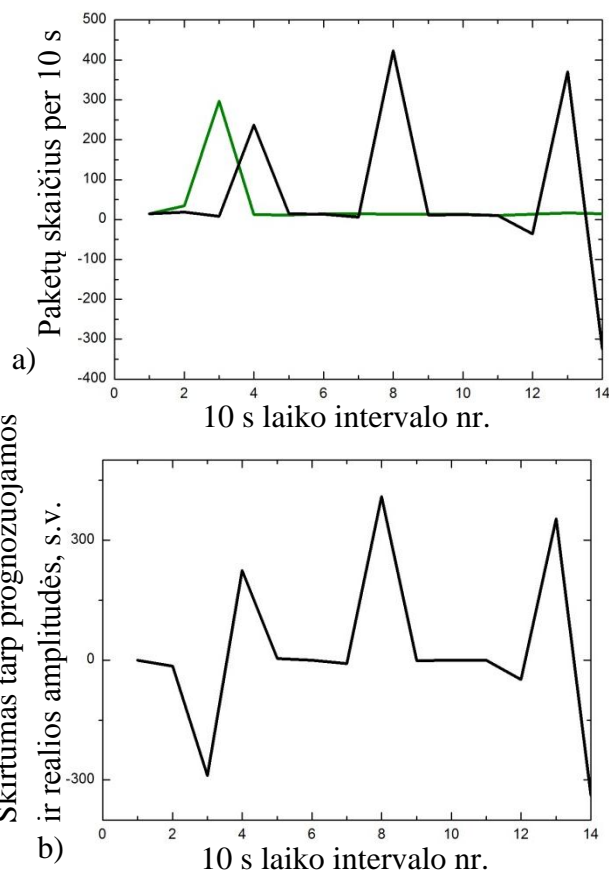 500
400
300
200
100
0
-100
-200
-300
-400
Paketų skaičius per 10 s
a)
0 2 4 6 8 10 12 14
10 s laiko intervalo nr.
Skirtumas tarp prognozuojamos
ir realios amplitudės, s.v.
300
0
-300
b)
0 2 4 6 8 10 12 14
10 s laiko intervalo nr.